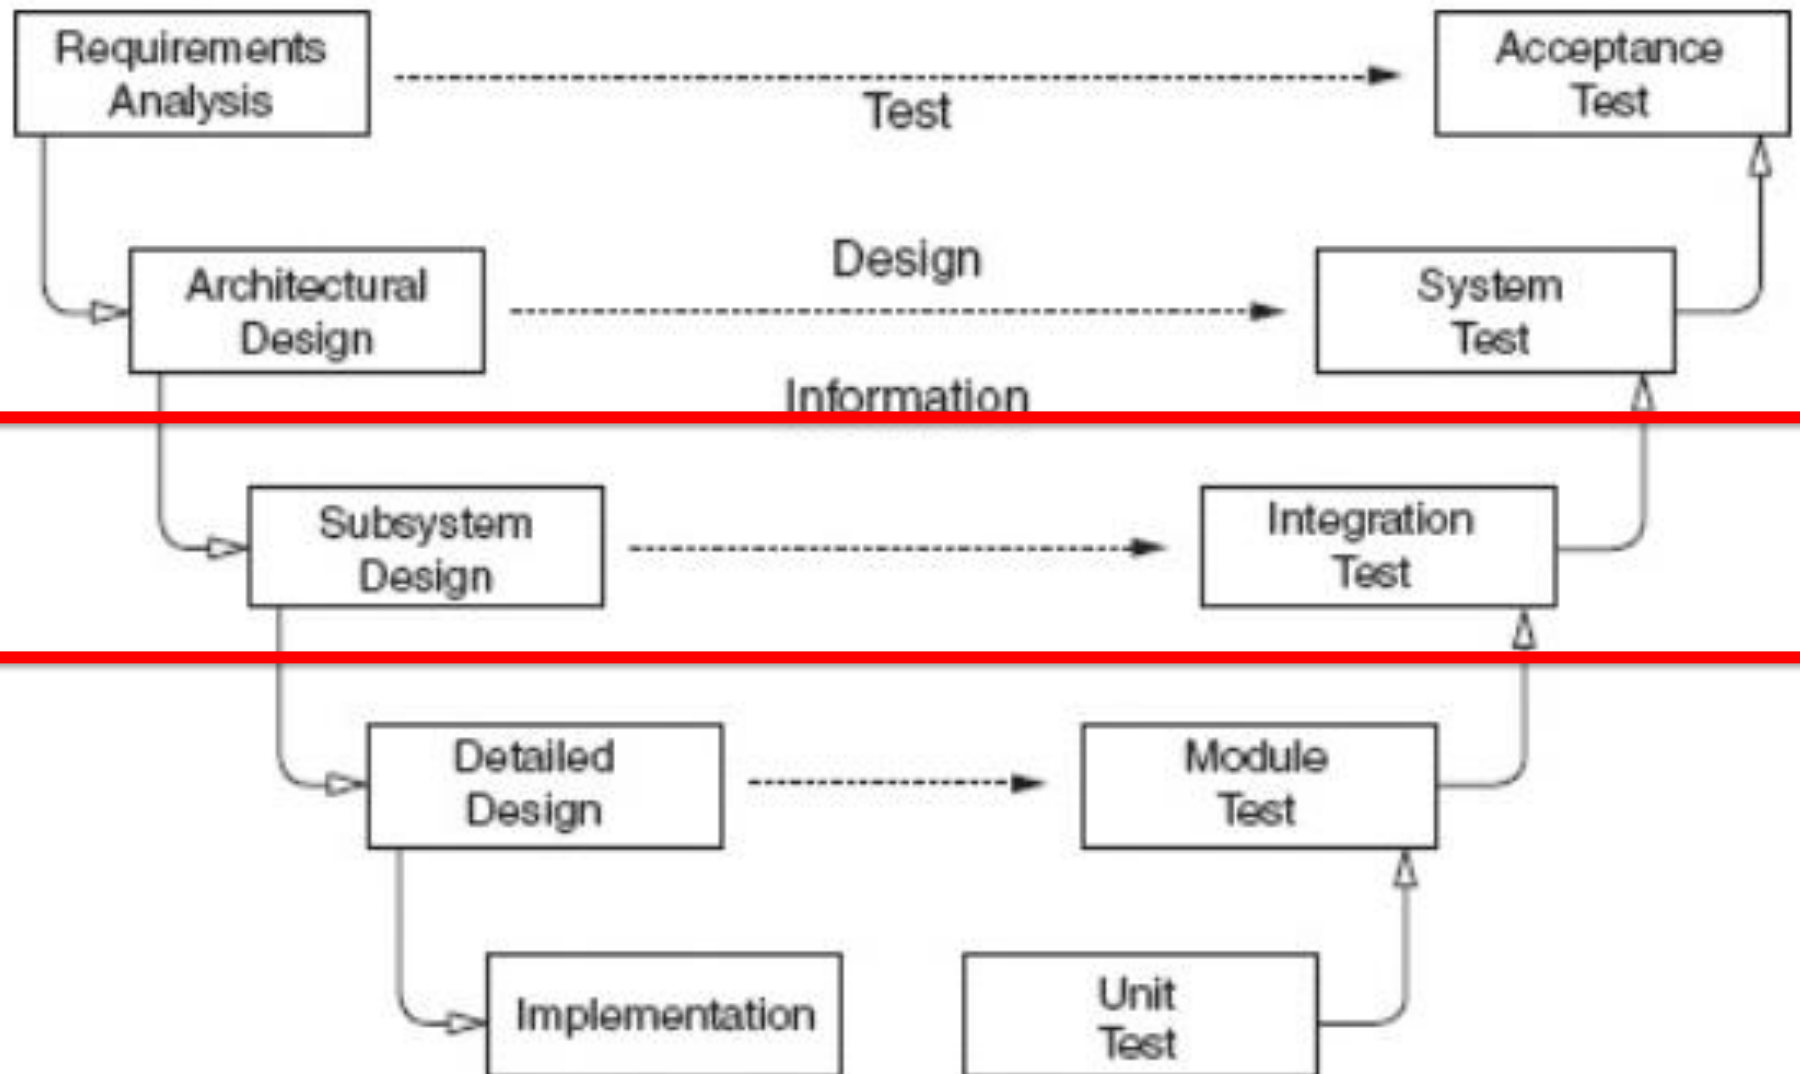 Requirements
Analysis
Acceptance
Test
Test
Design
Architectural
Design
System
Test
Information
Subsystem
Design
Integration
Test
Detailed
Design
Module
Test
Implementation
Unit
Test